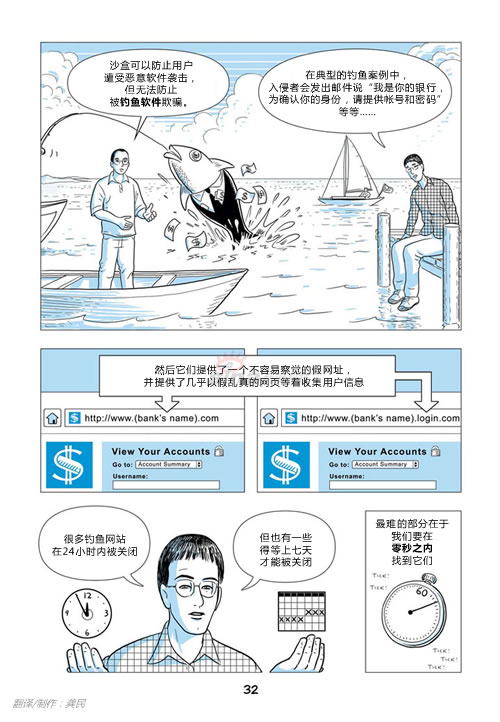 沙盒可以防止用户
遭受恶意软件袭击，
但无法防止
被钓鱼软件欺骗。
在典型的钓鱼案例中，
入侵者会发出邮件说“我是你的银行，
为确认你的身份，请提供帐号和密码”
等等……
然后它们提供了一个不容易察觉的假网址，
并提供了几乎以假乱真的网页等着收集用户信息
http://www.(bank's name).com
$
View Your Accounts
Go to: Account Summary
Username:
http://www.(bank's name).login.com
$
View Your Accounts
Go to: Account Summary
Username:
很多钓鱼网站
在24小时内被关闭
但也有一些
得等上七天
才能被关闭
12
9
3
6
XXX
XXXX
最难的部分在于
我们要在
零秒之内
找到它们
TICK!
TICK!
60
TICK!
TICK!
TICK!
32
翻译/制作：龚民